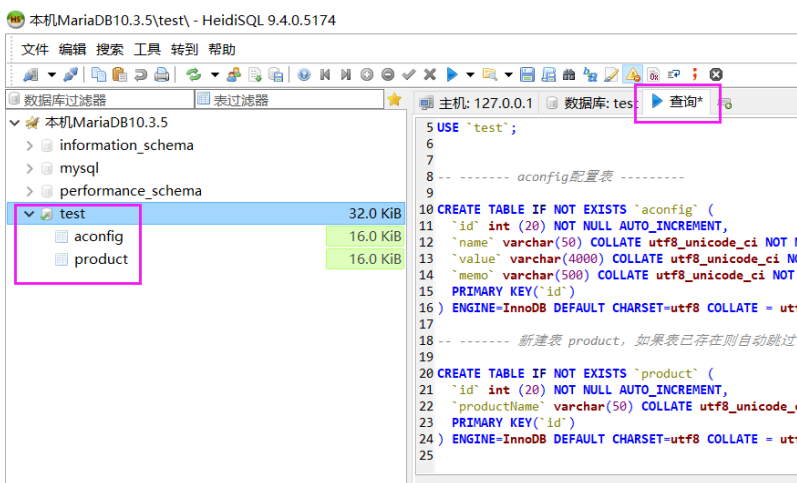 本机MariaDB10.3.5\test\ - HeidiSQL 9.4.0.5174
文件 编辑 搜索 工具 转到 帮助
数据库过滤器 表过滤器
主机: 127.0.0.1 数据库: test 查询*
本机MariaDB10.3.5
information_schema
mysql
performance_schema
test 32.0 KiB
aconfig 16.0 KiB
product 16.0 KiB
5 USE `test`;
6
7
8 -- ------- aconfig配置表 ---------
9
10 CREATE TABLE IF NOT EXISTS `aconfig` (
11 `id` int (20) NOT NULL AUTO_INCREMENT,
12 `name` varchar(50) COLLATE utf8_unicode_ci NOT
13 `value` varchar(4000) COLLATE utf8_unicode_ci
14 `memo` varchar(500) COLLATE utf8_unicode_ci NOT
15 PRIMARY KEY(`id`)
16 ) ENGINE=InnoDB DEFAULT CHARSET=utf8 COLLATE =
17
18 -- ------- 新建表 product，如果表已存在则自动跳过
19
20 CREATE TABLE IF NOT EXISTS `product` (
21 `id` int (20) NOT NULL AUTO_INCREMENT,
22 `productName` varchar(50) COLLATE utf8_unicode_
23 PRIMARY KEY(`id`)
24 ) ENGINE=InnoDB DEFAULT CHARSET=utf8 COLLATE =
25